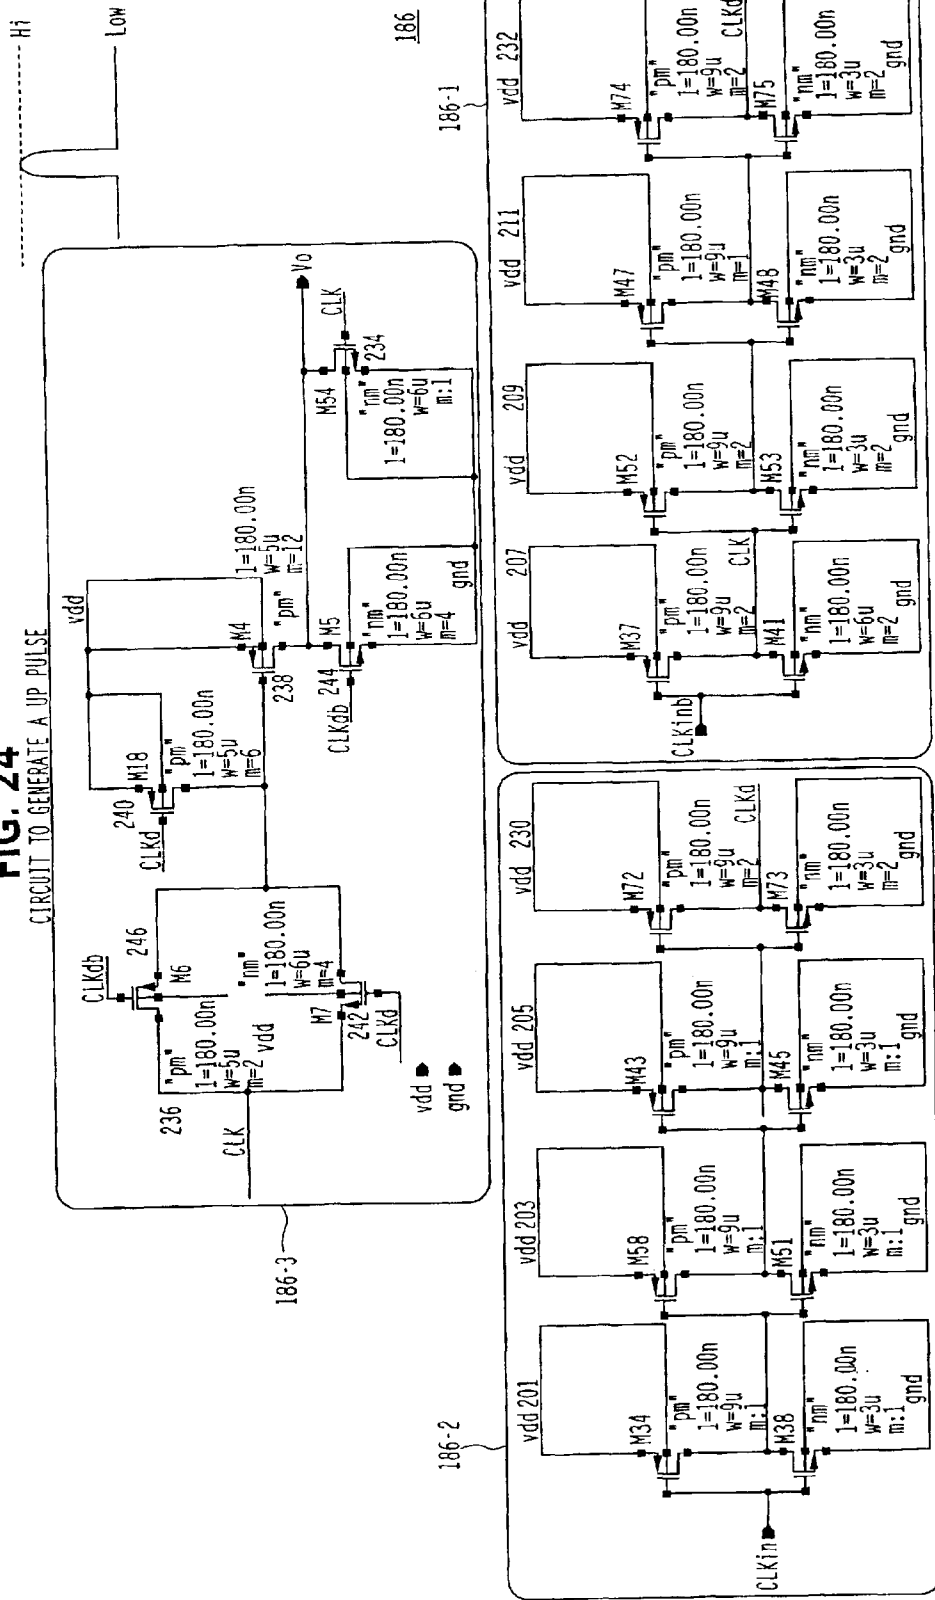 FIG. 24
CIRCUIT TO GENERATE A UP PULSE
Hi
Low
186
186-3
CLK
236
"pm"
l=180.00n
w=5u
m=2
vdd
CLKdb
246
M6
"nm"
l=180.00n
w=6u
m=4
M7
242
CLKd
vdd
gnd
CLKd
240
M18
"pm"
l=180.00n
w=5u
m=6
vdd
M4
238
l=180.00n
w=5u
m=12
"pm"
CLKdb
244
M5
"nm"
l=180.00n
w=6u
m=4
gnd
Vo
M54
CLK
234
"nm"
l=180.00n
w=6u
m:1
186-2
CLKin
vdd 201
M34
"pm"
l=180.00n
w=9u
m:1
M38
"nm"
l=180.00n
w=3u
m:1
gnd
vdd 203
M58
"pm"
l=180.00n
w=9u
m:1
M51
"nm"
l=180.00n
w=3u
m:1
gnd
vdd 205
M43
"pm"
l=180.00n
w=9u
m:1
M45
"nm"
l=180.00n
w=3u
m:1
gnd
vdd 230
M72
"pm"
l=180.00n
w=9u
m=2
CLKd
M73
"nm"
l=180.00n
w=3u
m=2
gnd
186-1
CLKinb
vdd 207
M37
"pm"
l=180.00n
w=9u
m=2
CLK
M41
"nm"
l=180.00n
w=6u
m=2
gnd
vdd 209
M52
"pm"
l=180.00n
w=9u
m=2
M53
"nm"
l=180.00n
w=3u
m=2
gnd
vdd 211
M47
"pm"
l=180.00n
w=9u
m=1
M48
"nm"
l=180.00n
w=3u
m=2
gnd
vdd 232
M74
"pm"
l=180.00n
w=9u
m=2
M75
"nm"
l=180.00n
w=3u
m=2
gnd